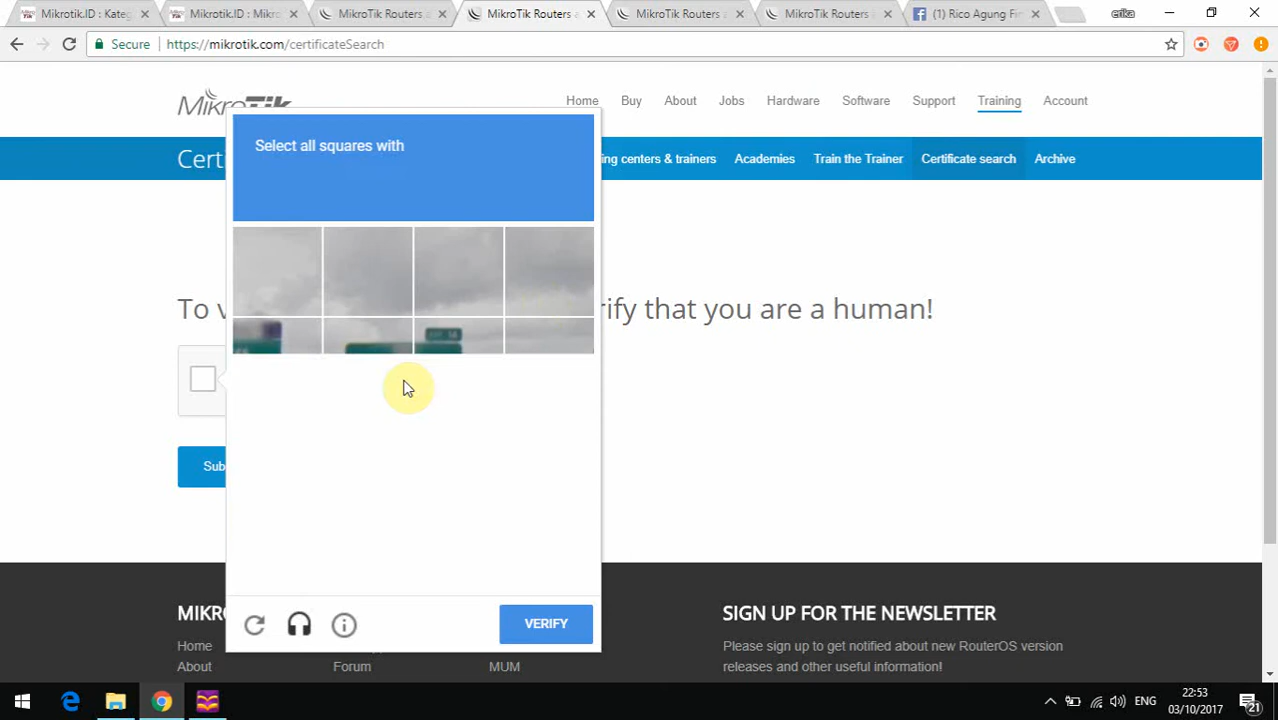 Mikrotik.ID : Kateg
Mikrotik.ID : Mikro
MikroTik Routers a
MikroTik Routers a
MikroTik Routers a
MikroTik Routers a
(1) Rico Agung Fir
erika
Secure
https://mikrotik.com/certificateSearch
MikroTik
Home
Buy
About
Jobs
Hardware
Software
Support
Training
Account
Cert
ing centers & trainers
Academies
Train the Trainer
Certificate search
Archive
Select all squares with
To v
rify that you are a human!
Sub
VERIFY
MIKRO
Home
About
Forum
MUM
SIGN UP FOR THE NEWSLETTER
Please sign up to get notified about new RouterOS version
releases and other useful information!
ENG
22:53
03/10/2017
21